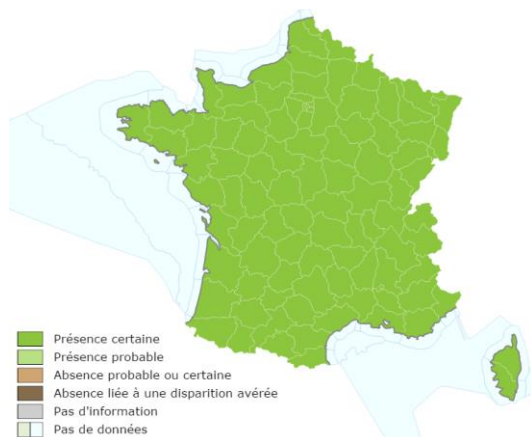 Présence certaine
Présence probable
Absence probable ou certaine
Absence liée à une disparition avérée
Pas d'information
Pas de données